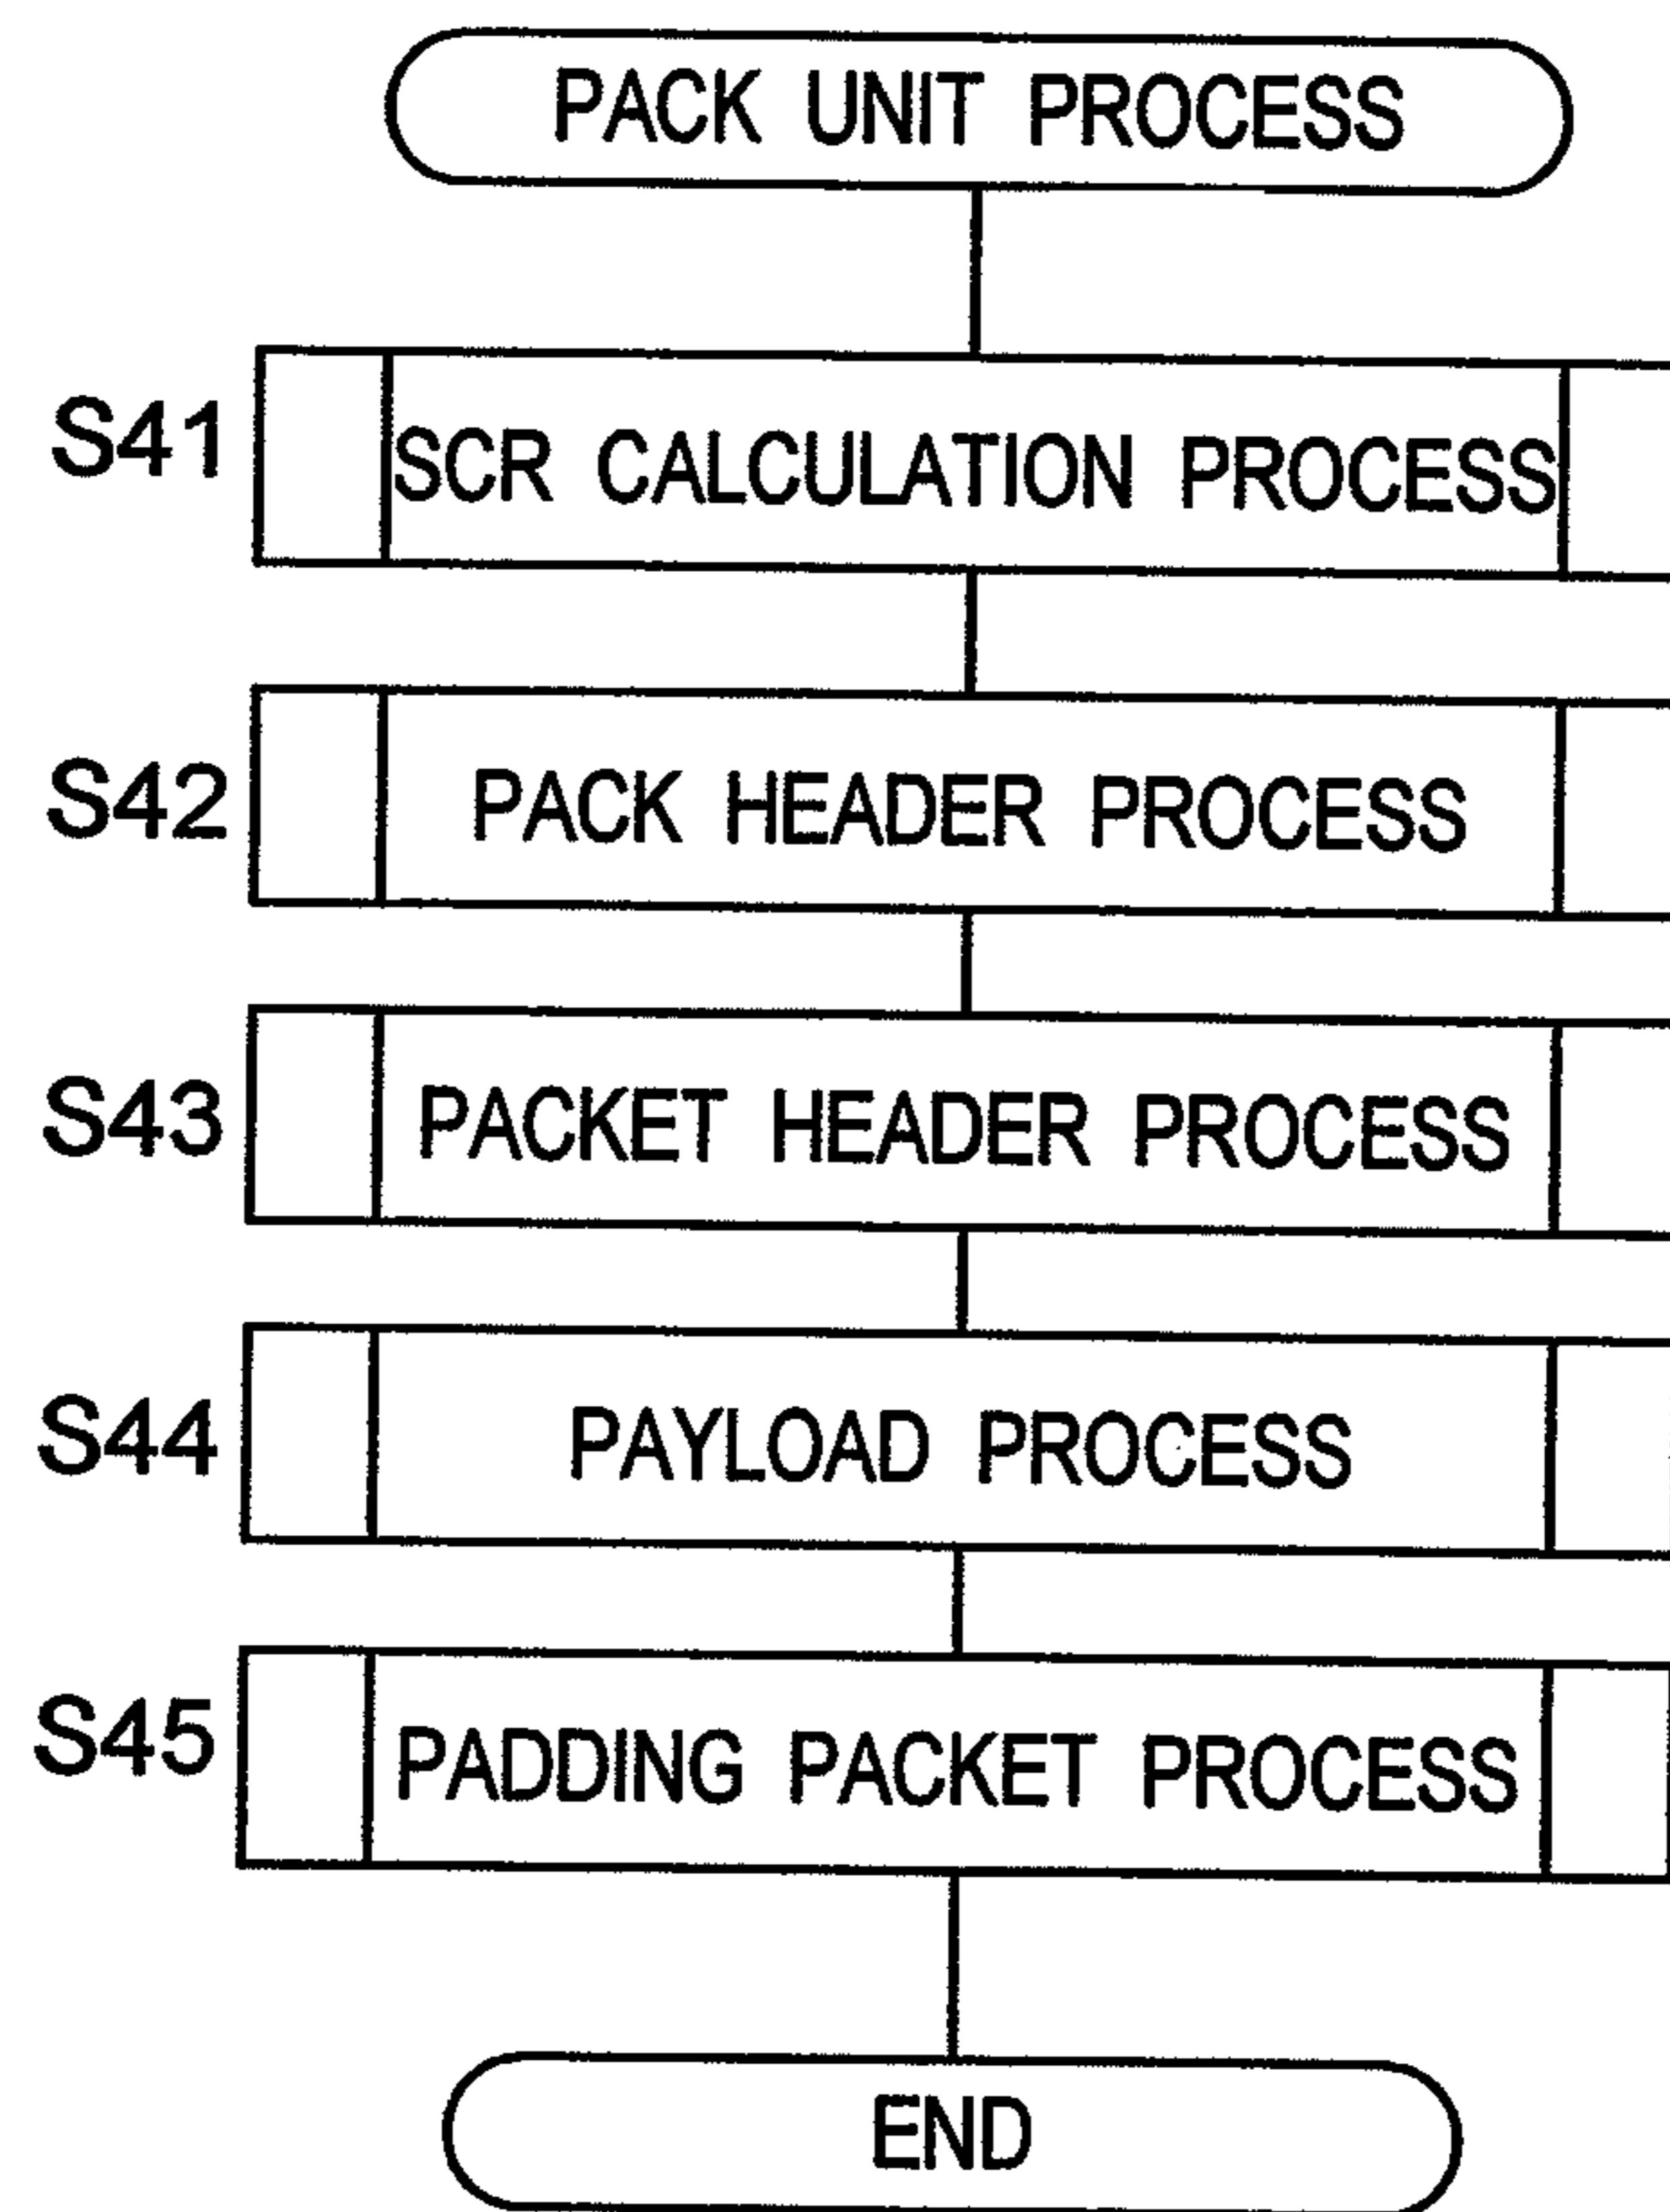 PACK UNIT PROCESS
S41 SCR CALCULATION PROCESS
S42 PACK HEADER PROCESS
S43 PACKET HEADER PROCESS
S44 PAYLOAD PROCESS
S45 PADDING PACKET PROCESS
END